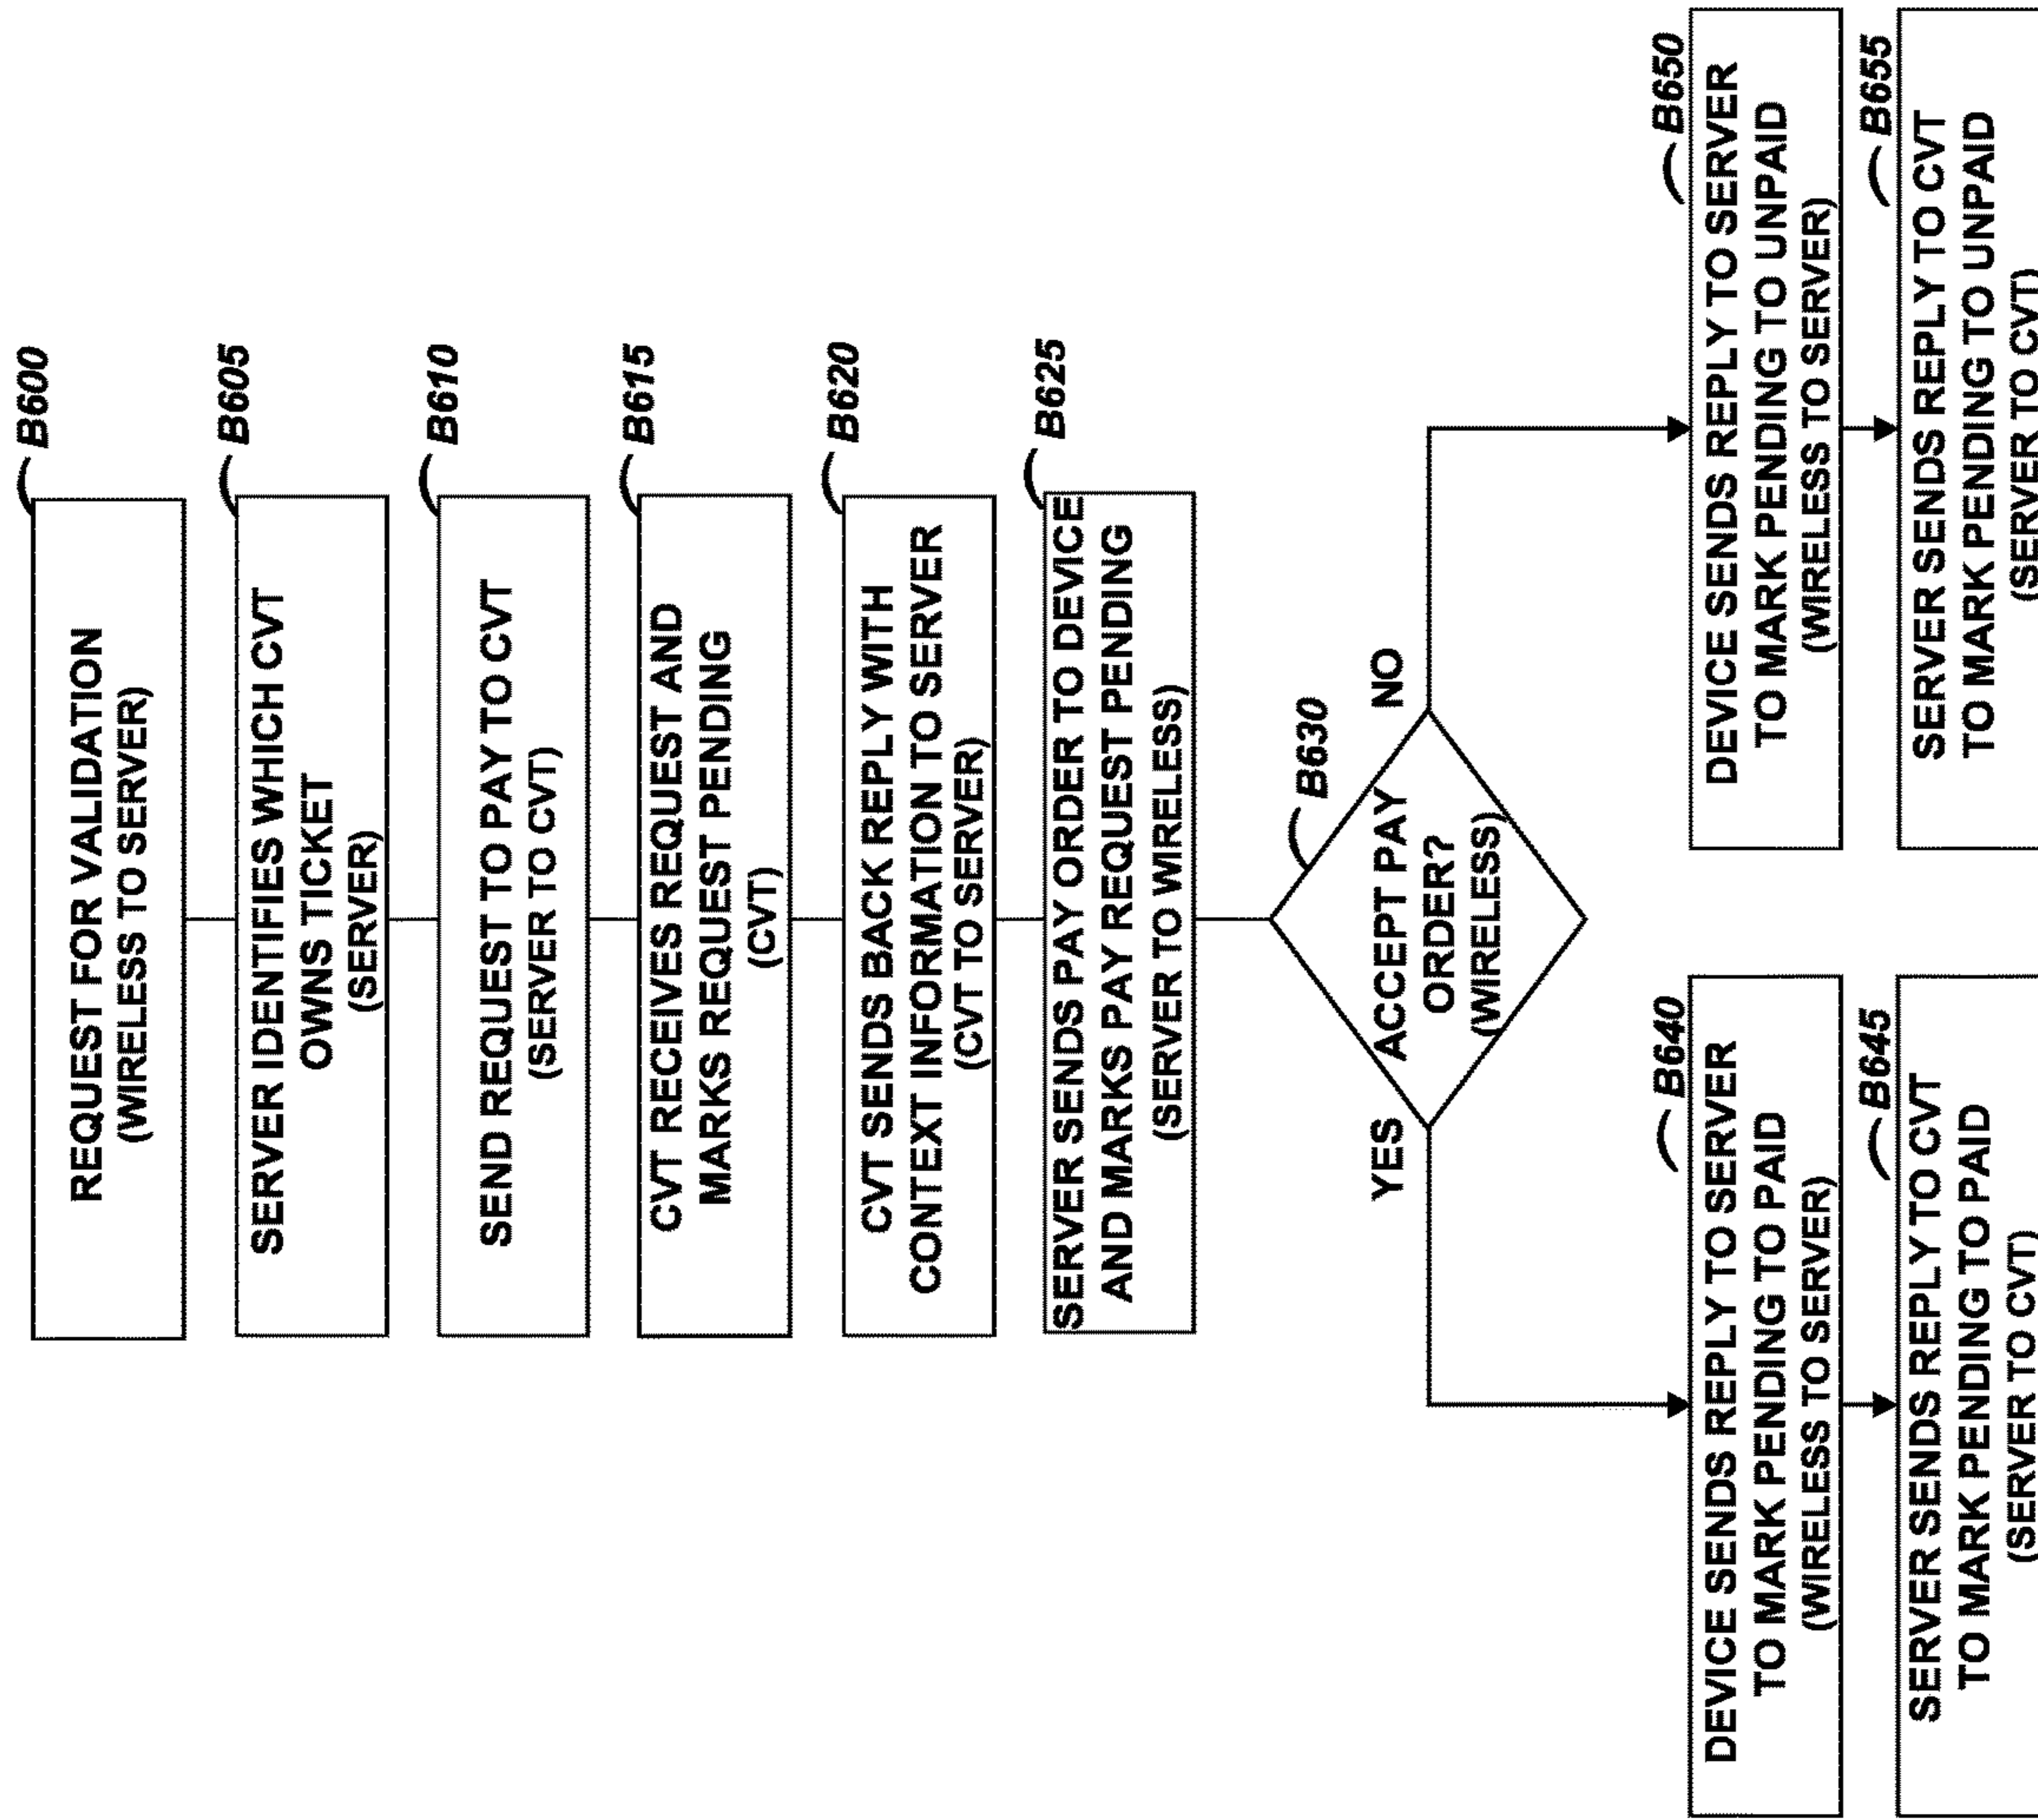 B600
REQUEST FOR VALIDATION
(WIRELESS TO SERVER)
B605
SERVER IDENTIFIES WHICH CVT
OWNS TICKET
(SERVER)
B610
SEND REQUEST TO PAY TO CVT
(SERVER TO CVT)
B615
CVT RECEIVES REQUEST AND
MARKS REQUEST PENDING
(CVT)
B620
CVT SENDS BACK REPLY WITH
CONTEXT INFORMATION TO SERVER
(CVT TO SERVER)
B625
SERVER SENDS PAY ORDER TO DEVICE
AND MARKS PAY REQUEST PENDING
(SERVER TO WIRELESS)
B630
ACCEPT PAY
ORDER?
(WIRELESS)
YES
NO
B640
DEVICE SENDS REPLY TO SERVER
TO MARK PENDING TO PAID
(WIRELESS TO SERVER)
B645
SERVER SENDS REPLY TO CVT
TO MARK PENDING TO PAID
(SERVER TO CVT)
B650
DEVICE SENDS REPLY TO SERVER
TO MARK PENDING TO UNPAID
(WIRELESS TO SERVER)
B655
SERVER SENDS REPLY TO CVT
TO MARK PENDING TO UNPAID
(SERVER TO CVT)